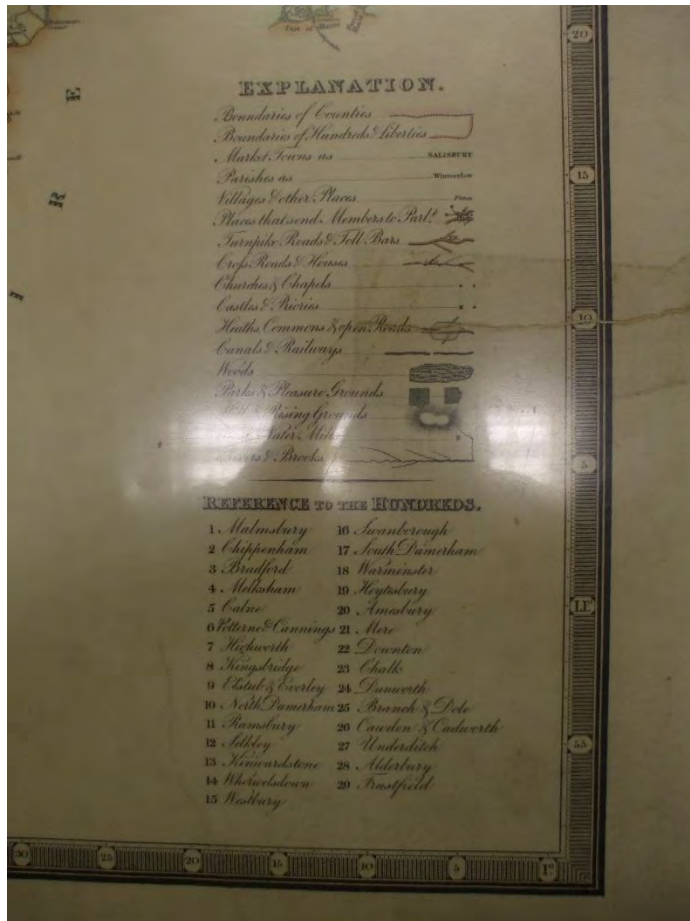 20
EXPLANATION.
Boundaries of Counties
Boundaries of Hundreds & Liberties
Market Towns as SALISBURY
Parishes as Winterslow
Villages & other Places Pitton
Places that send Members to Parlt.
Turnpike Roads & Toll Bars
Cross Roads & Houses
Churches & Chapels
Castles & Priories
Heaths, Commons & open Roads
Canals & Railways
Woods
Parks & Pleasure Grounds
Rising Grounds
Water Mills
Rivers & Brooks
E
R
I
15
10
5
REFERENCE TO THE HUNDREDS.
1 Malmsbury 16 Swanborough
2 Chippenham 17 South Damerham
3 Bradford 18 Warminster
4 Melksham 19 Heytesbury
5 Calne 20 Amesbury
6 Potterne & Cannings 21 Mere
7 Highworth 22 Downton
8 Kingsbridge 23 Chalk
9 Elstub & Everley 24 Dunworth
10 North Damerham 25 Branch & Dole
11 Ramsbury 26 Cawden & Cadworth
12 Selkley 27 Underditch
13 Kinwardstone 28 Alderbury
14 Whorwelsdown 29 Frustfield
15 Westbury
55
30 25 20 15 10 5 1°